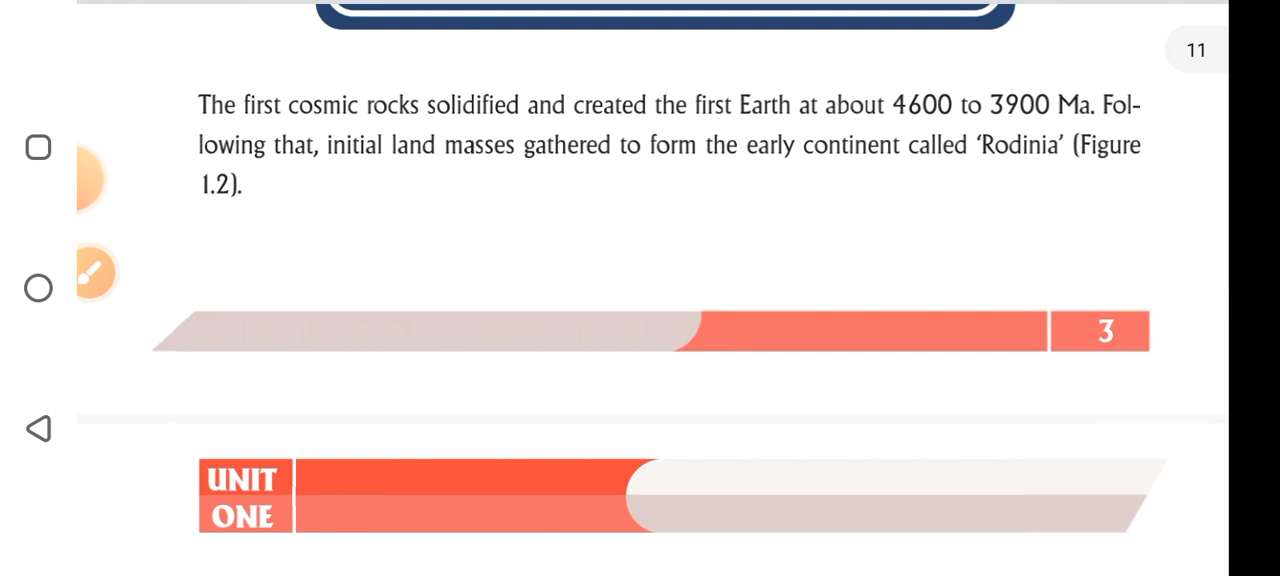 11
The first cosmic rocks solidified and created the first Earth at about 4600 to 3900 Ma. Fol-
lowing that, initial land masses gathered to form the early continent called ‘Rodinia’ (Figure
1.2).
3
UNIT
ONE